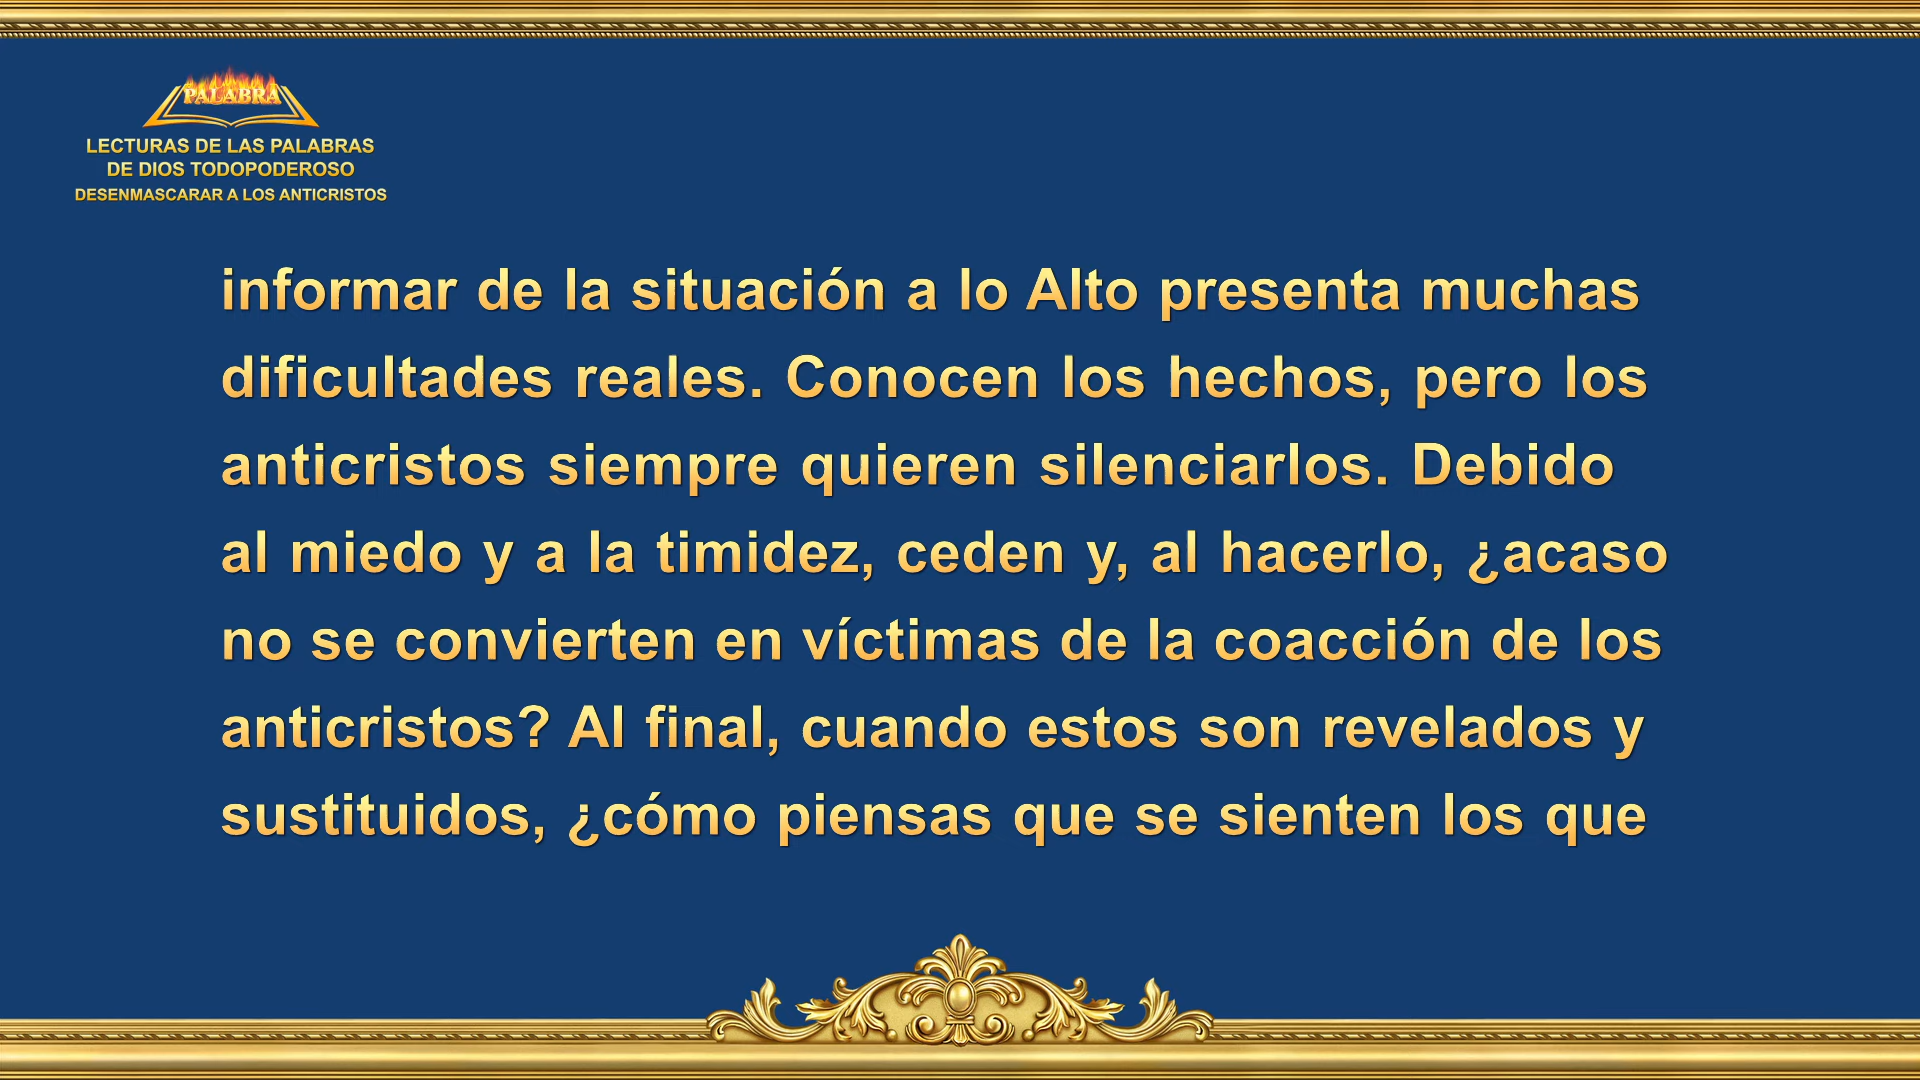 PALABRA
LECTURAS DE LAS PALABRAS
DE DIOS TODOPODEROSO
DESENMASCARAR A LOS ANTICRISTOS
informar de la situación a lo Alto presenta muchas
dificultades reales. Conocen los hechos, pero los
anticristos siempre quieren silenciarlos. Debido
al miedo y a la timidez, ceden y, al hacerlo, ¿acaso
no se convierten en víctimas de la coacción de los
anticristos? Al final, cuando estos son revelados y
sustituidos, ¿cómo piensas que se sienten los que